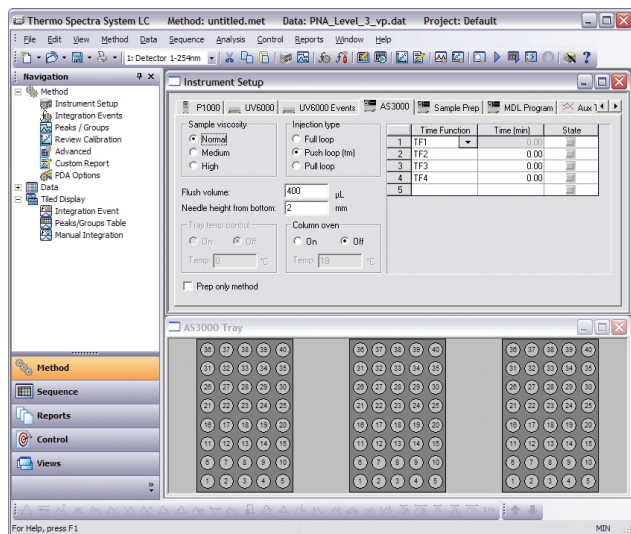 Thermo Spectra System LC Method: untitled.met Data: PNA_Level_3_vp.dat Project: Default
File Edit View Method Data Sequence Analysis Control Reports Window Help
1: Detector 1-254nm
Navigation
Method
Instrument Setup
Integration Events
Peaks / Groups
Review Calibration
Advanced
Custom Report
PDA Options
Data
Tiled Display
Integration Event
Peaks/Groups Table
Manual Integration
Method
Sequence
Reports
Control
Views
Instrument Setup
P1000 UV6000 UV6000 Events AS3000 Sample Prep MDL Program Aux
Sample viscosity
Normal
Medium
High
Injection type
Full loop
Push loop (tm)
Pull loop
Flush volume: 400 µL
Needle height from bottom: 2 mm
Tray temp control
On Off
Temp: 0 °C
Column oven
On Off
Temp: 18 °C
Prep only method
Time Function Time (min) State
1 TF1 0.00
2 TF2 0.00
3 TF3 0.00
4 TF4 0.00
5
AS3000 Tray
36 37 38 39 40 36 37 38 39 40 36 37 38 39 40
31 32 33 34 35 31 32 33 34 35 31 32 33 34 35
26 27 28 29 30 26 27 28 29 30 26 27 28 29 30
21 22 23 24 25 21 22 23 24 25 21 22 23 24 25
16 17 18 19 20 16 17 18 19 20 16 17 18 19 20
11 12 13 14 15 11 12 13 14 15 11 12 13 14 15
6 7 8 9 10 6 7 8 9 10 6 7 8 9 10
1 2 3 4 5 1 2 3 4 5 1 2 3 4 5
For Help, press F1 MIN